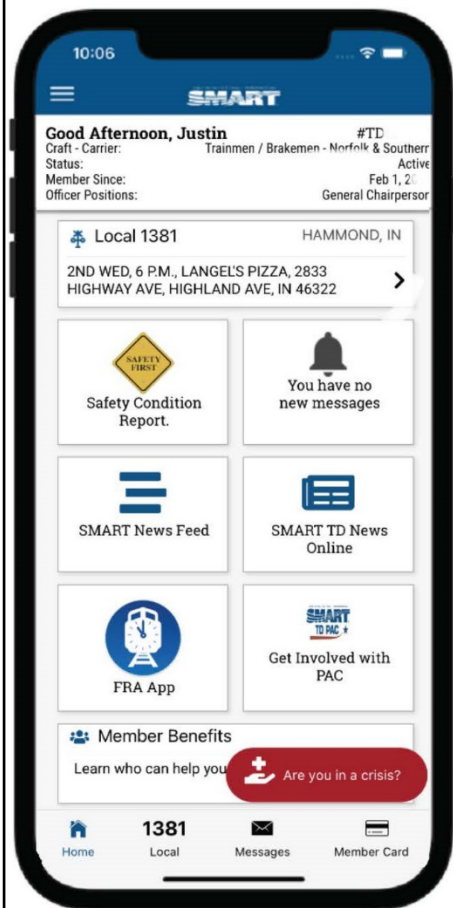 10:06
SMART
Good Afternoon, Justin #TD
Craft - Carrier: Trainmen / Brakemen - Norfolk & Southern
Status: Active
Member Since: Feb 1, 20
Officer Positions: General Chairperson
Local 1381 HAMMOND, IN
2ND WED, 6 P.M., LANGEL'S PIZZA, 2833
HIGHWAY AVE, HIGHLAND AVE, IN 46322
SAFETY
FIRST
Safety Condition
Report.
You have no
new messages
SMART News Feed
SMART TD News
Online
FRA App
SMART
TD PAC
Get Involved with
PAC
Member Benefits
Learn who can help you
Are you in a crisis?
Home
1381
Local
Messages
Member Card